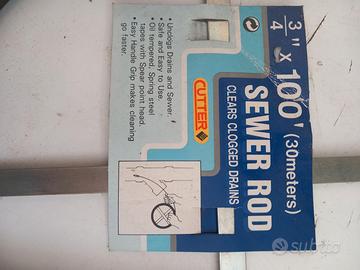 3/4" x 100' (30meters)
SEWER ROD
CLEARS CLOGGED DRAINS
CUTTER
• Unclogs Drains and Sewer.
• Safe and Easy to Use.
• Oil tempered, Spring steel
tapes with Spear point head.
• Easy Handle Grip makes cleaning
go faster.
subito